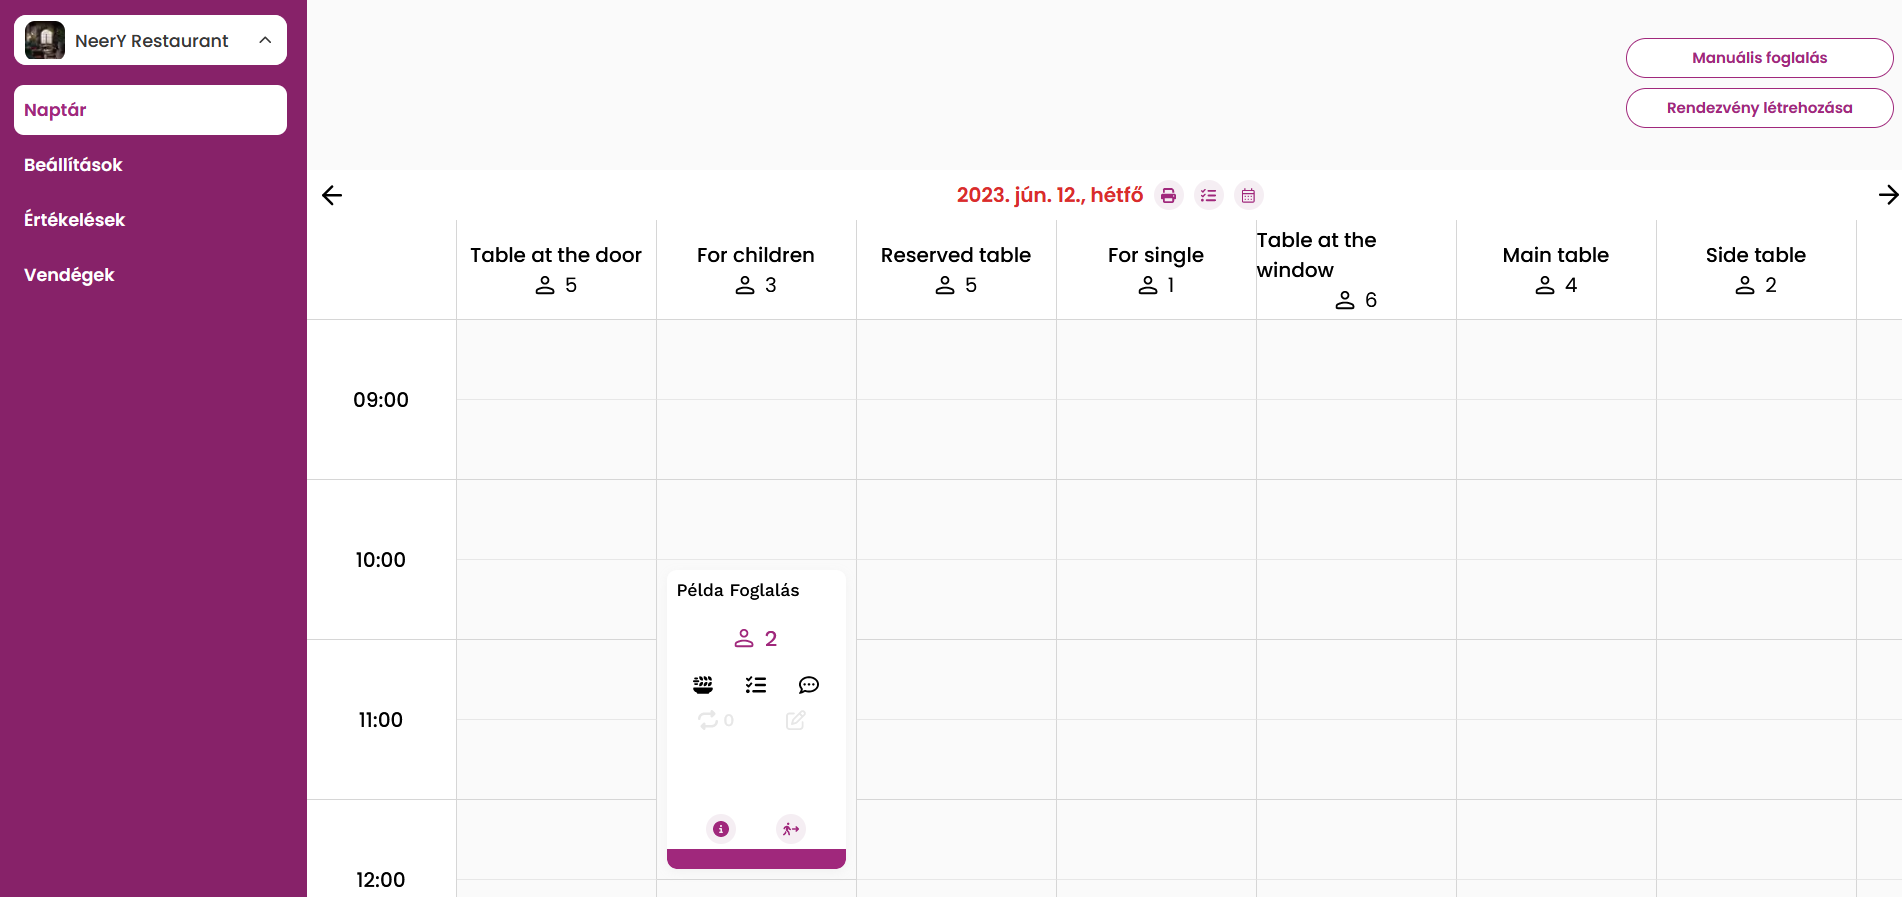 NeerY Restaurant
Naptár
Beállítások
Értékelések
Vendégek
Manuális foglalás
Rendezvény létrehozása
2023. jún. 12., hétfő
Table at the door
5
For children
3
Reserved table
5
For single
1
Table at the
window
6
Main table
4
Side table
2
09:00
10:00
11:00
12:00
Példa Foglalás
2
0